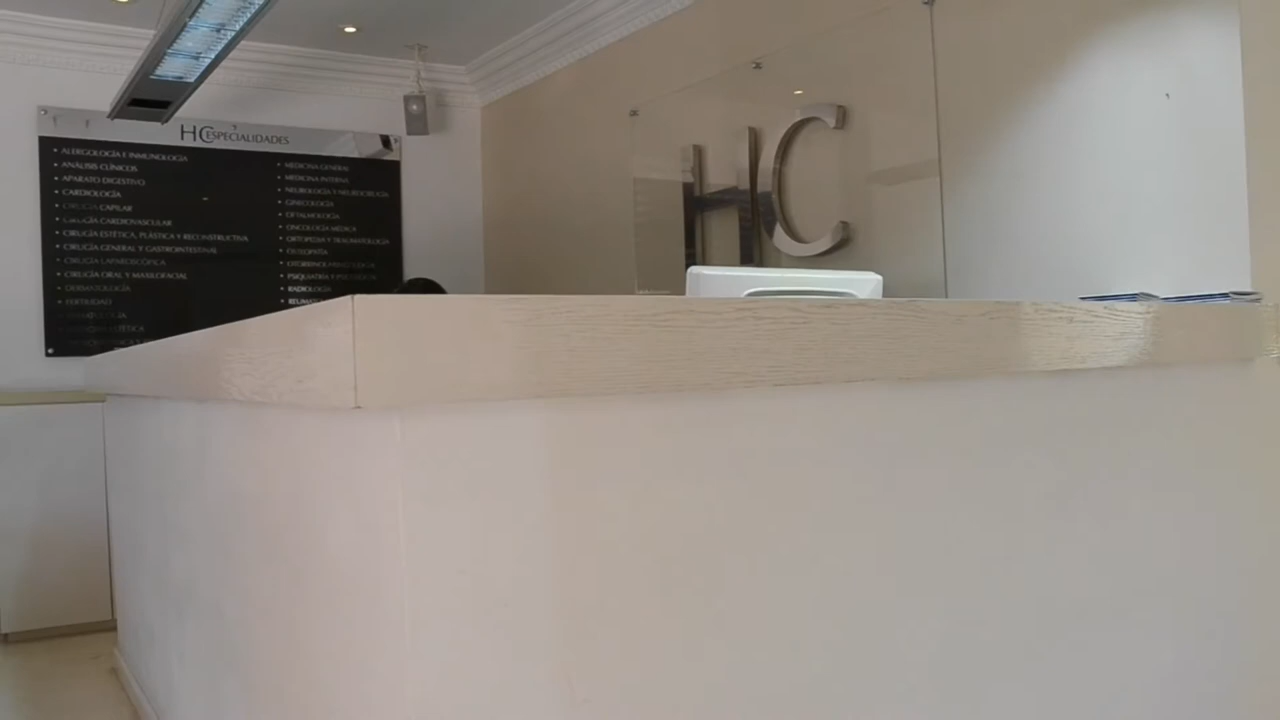 HC ESPECIALIDADES
• ALERGOLOGÍA E INMUNOLOGÍA
• ANÁLISIS CLÍNICOS
• APARATO DIGESTIVO
• CARDIOLOGÍA
• CIRUGÍA CAPILAR
• CIRUGÍA CARDIOVASCULAR
• CIRUGÍA ESTÉTICA, PLÁSTICA Y RECONSTRUCTIVA
• CIRUGÍA GENERAL Y GASTROINTESTINAL
• CIRUGÍA LAPAROSCÓPICA
• CIRUGÍA ORAL Y MAXILOFACIAL
• DERMATOLOGÍA
• FERTILIDAD
• MEDICINA GENERAL
• MEDICINA INTERNA
• NEUROLOGÍA Y NEUROCIRUGÍA
• GINECOLOGÍA
• OFTALMOLOGÍA
• ONCOLOGÍA MÉDICA
• ORTOPEDIA Y TRAUMATOLOGÍA
• OSTEOPATÍA
• OTORRINOLARINGOLOGÍA
• PSIQUIATRÍA Y
• RADIOLOGÍA
HC